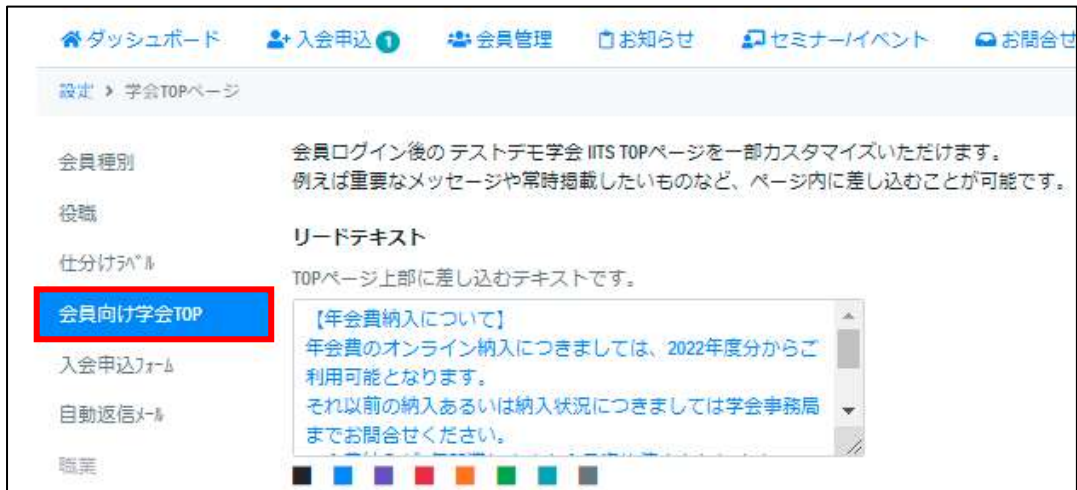 ダッシュボード 入会申込 1 会員管理 お知らせ セミナー/イベント お問合せ
設定 > 学会TOPページ
会員種別
役職
仕分けラベル
会員向け学会TOP
入会申込フォーム
自動返信メール
職業
会員ログイン後の テストデモ学会 IITS TOPページを一部カスタマイズいただけます。
例えば重要なメッセージや常時掲載したいものなど、ページ内に差し込むことが可能です。
リードテキスト
TOPページ上部に差し込むテキストです。
【年会費納入について】
年会費のオンライン納入につきましては、2022年度分からご
利用可能となります。
それ以前の納入あるいは納入状況につきましては学会事務局
までお問合せください。